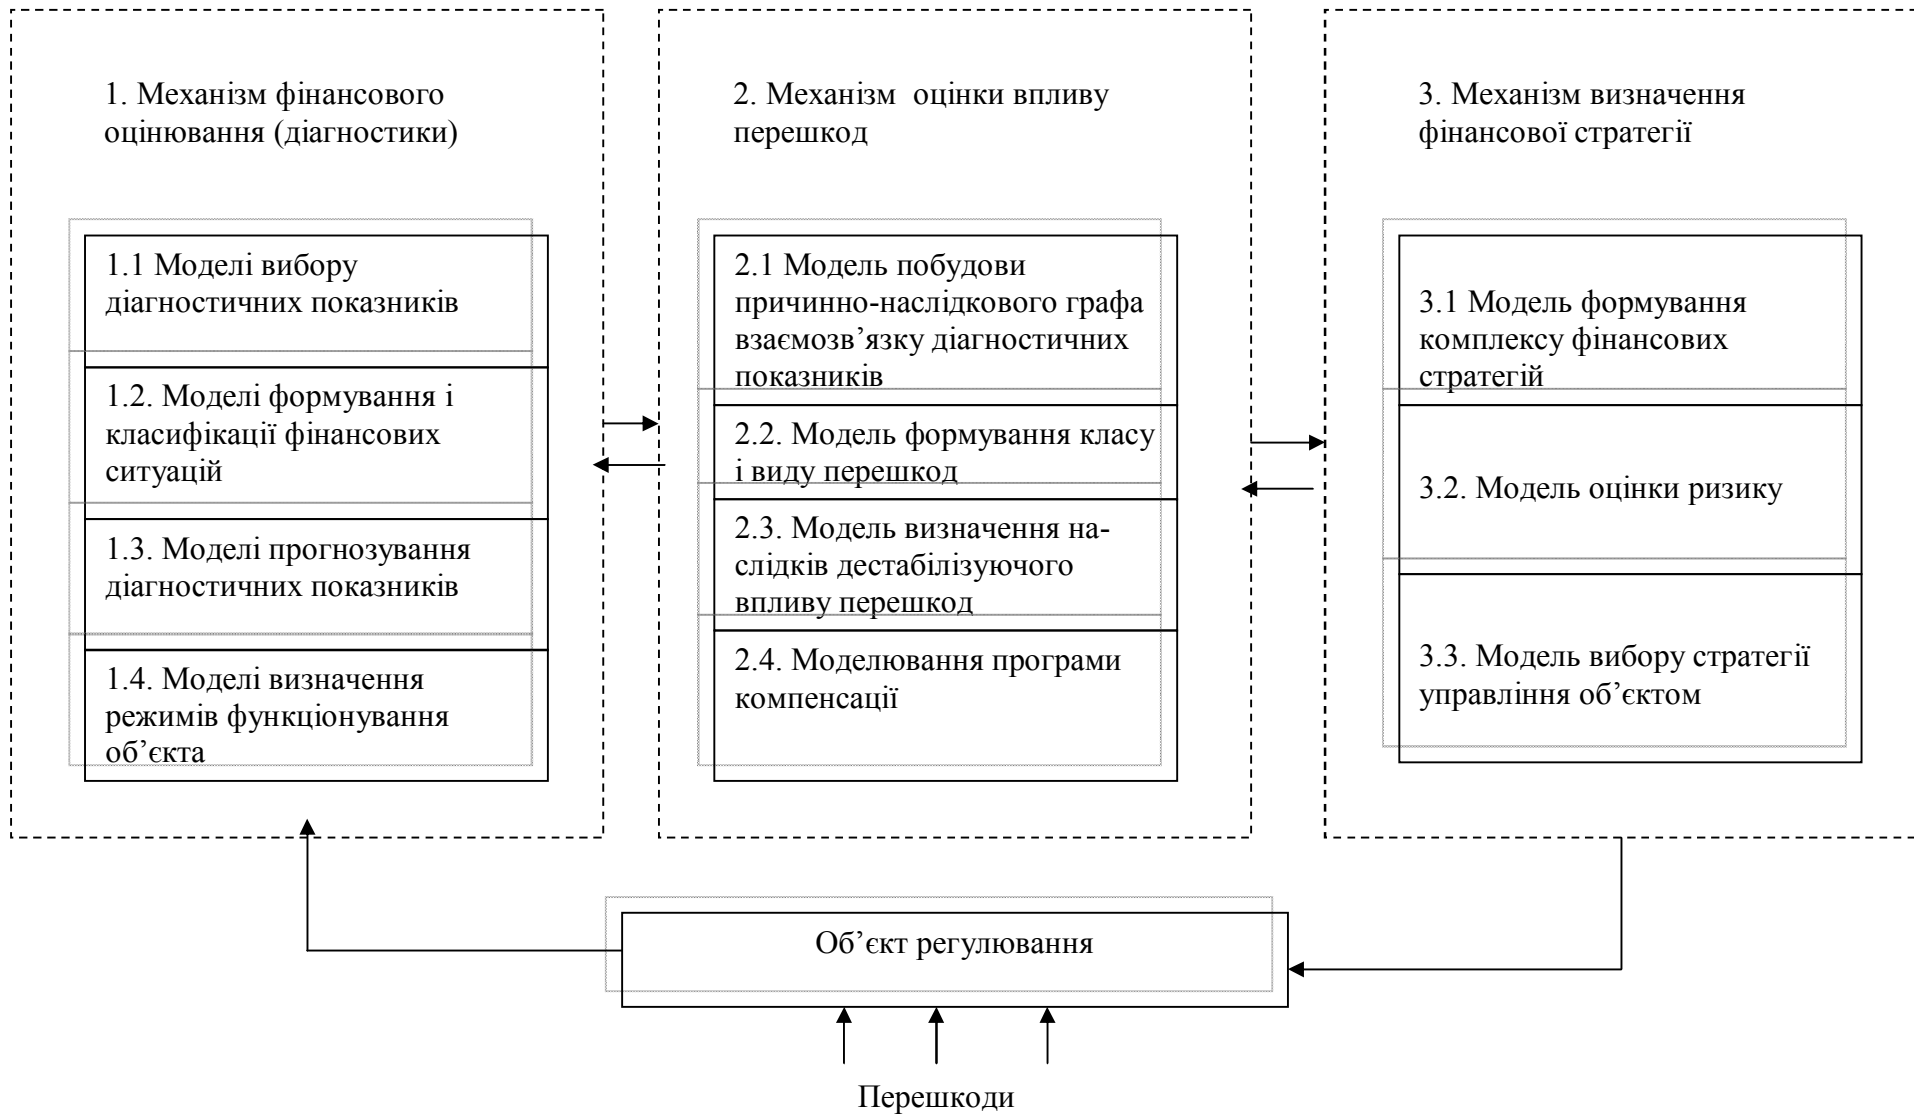 1. Механізм фінансового
оцінювання (діагностики)
1.1 Моделі вибору
діагностичних показників
1.2. Моделі формування і
класифікації фінансових
ситуацій
1.3. Моделі прогнозування
діагностичних показників
1.4. Моделі визначення
режимів функціонування
об’єкта
2. Механізм оцінки впливу
перешкод
2.1 Модель побудови
причинно-наслідкового графа
взаємозв’язку діагностичних
показників
2.2. Модель формування класу
і виду перешкод
2.3. Модель визначення на-
слідків дестабілізуючого
впливу перешкод
2.4. Моделювання програми
компенсації
3. Механізм визначення
фінансової стратегії
3.1 Модель формування
комплексу фінансових
стратегій
3.2. Модель оцінки ризику
3.3. Модель вибору стратегії
управління об’єктом
Об’єкт регулювання
Перешкоди